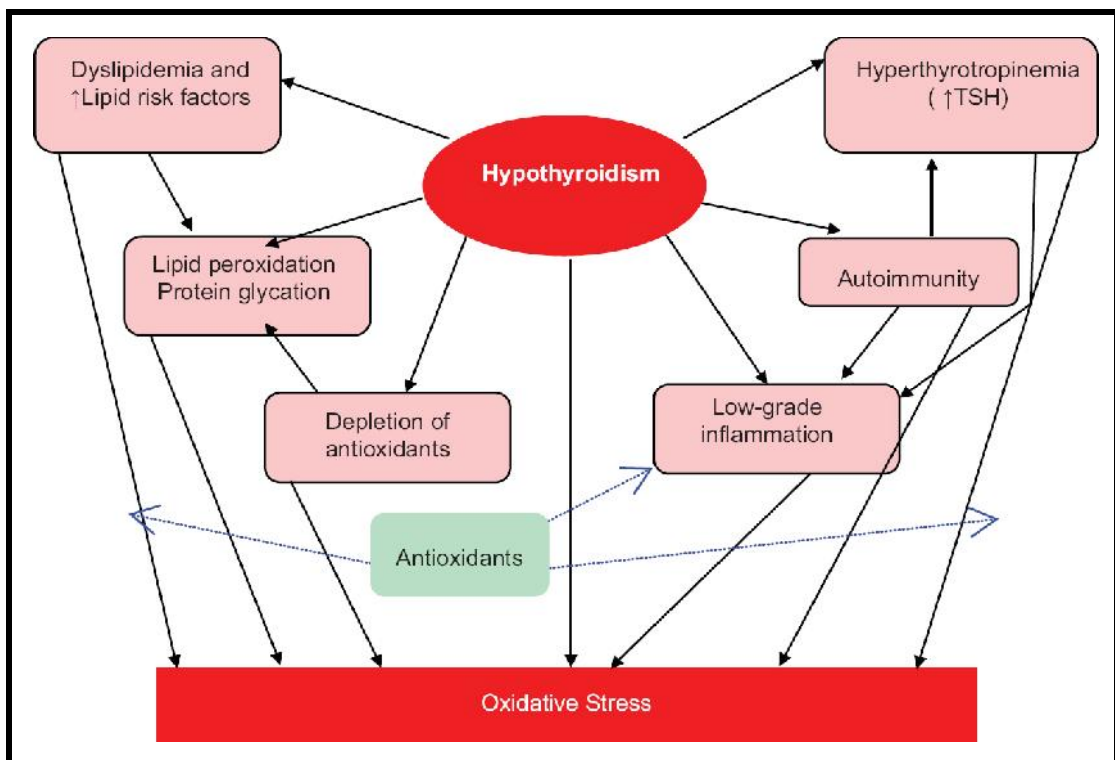 Dyslipidemia and
↑Lipid risk factors
Hyperthyrotropinemia
( ↑TSH)
Hypothyroidism
Lipid peroxidation
Protein glycation
Autoimmunity
Depletion of
antioxidants
Low-grade
inflammation
Antioxidants
Oxidative Stress